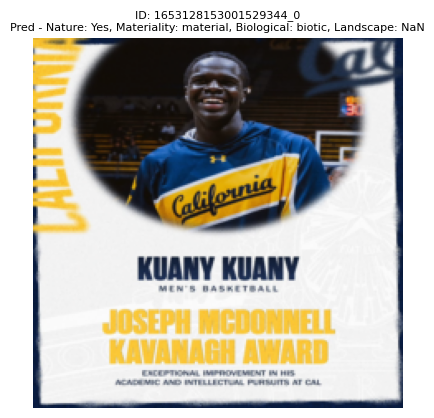 ID: 1653128153001529344_0
Pred - Nature: Yes, Materiality: material, Biological: biotic, Landscape: NaN
CALIFORNIA
Cal
California
KUANY KUANY
MEN'S BASKETBALL
JOSEPH MCDONNELL
KAVANAGH AWARD
EXCEPTIONAL IMPROVEMENT IN HIS
ACADEMIC AND INTELLECTUAL PURSUITS AT CAL